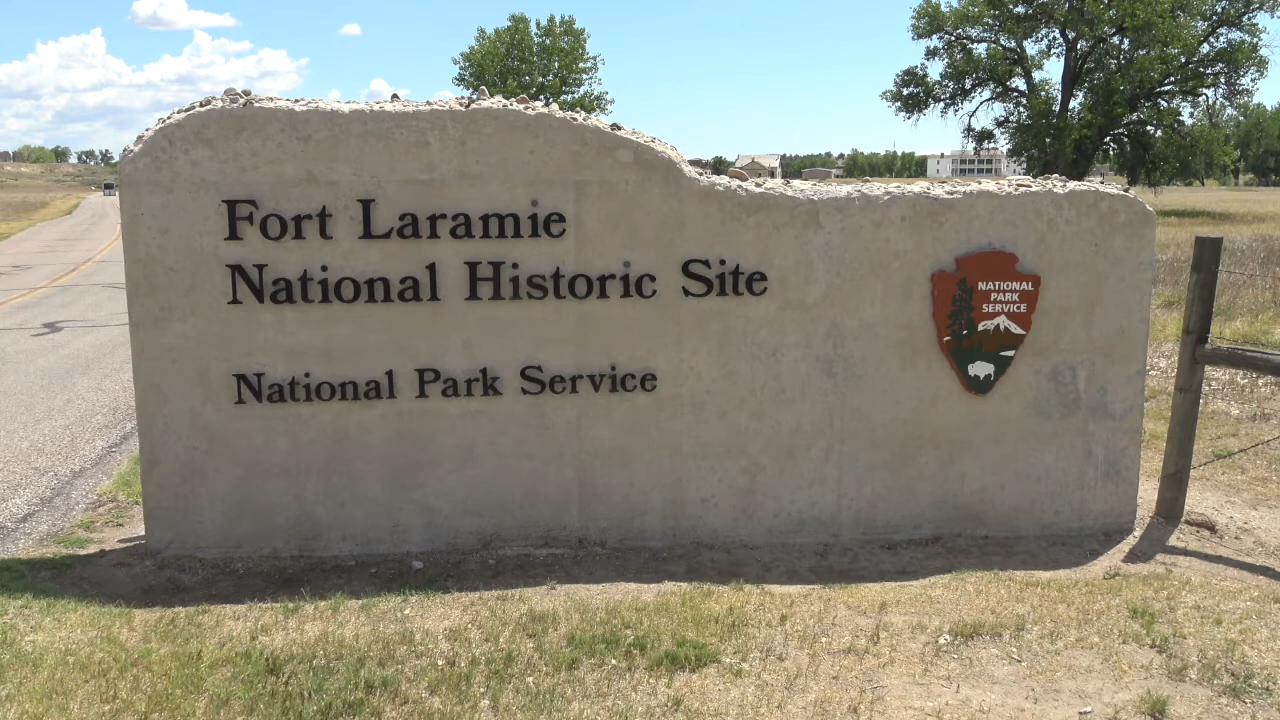 Fort Laramie
National Historic Site
National Park Service
NATIONAL
PARK
SERVICE